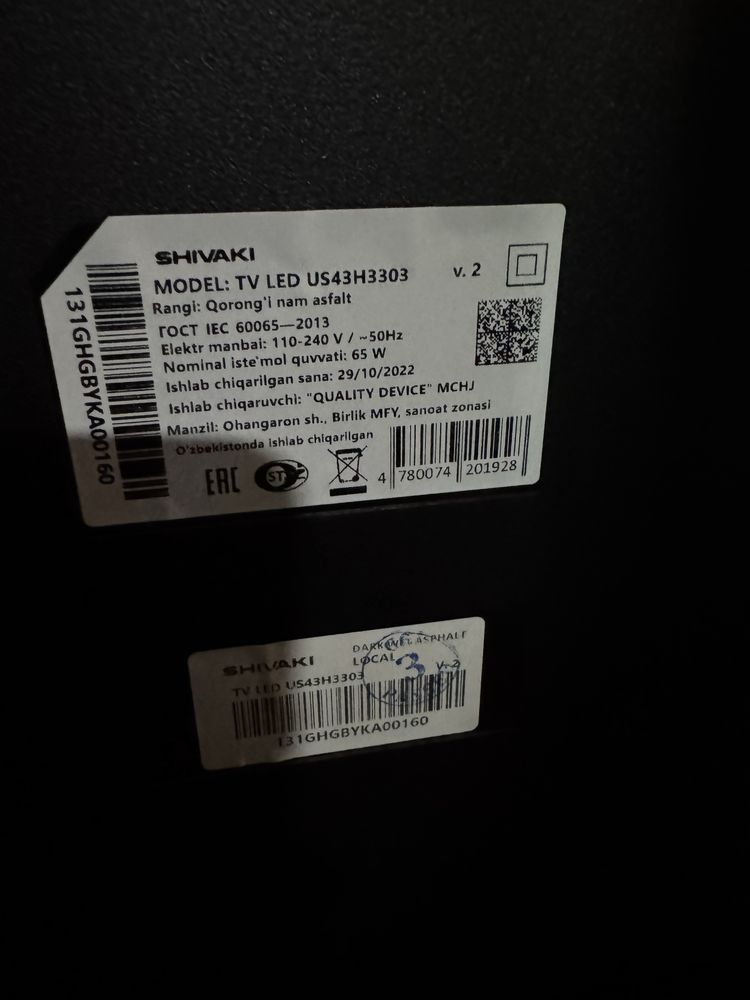 SHIVAKI
MODEL: TV LED US43H3303 v. 2
Rangi: Qorong'i nam asfalt
ГОСТ IEC 60065—2013
Elektr manbai: 110-240 V / ~50Hz
Nominal iste`mol quvvati: 65 W
Ishlab chiqarilgan sana: 29/10/2022
Ishlab chiqaruvchi: "QUALITY DEVICE" MCHJ
Manzil: Ohangaron sh., Birlik MFY, sanoat zonasi
O'zbekistonda ishlab chiqarilgan
EAC ST
4 780074 201928
131GHGBYKA00160
SHIVAKI DARK WET ASPHALT
LOCAL
TV LED US43H3303 v. 2
3
131GHGBYKA00160